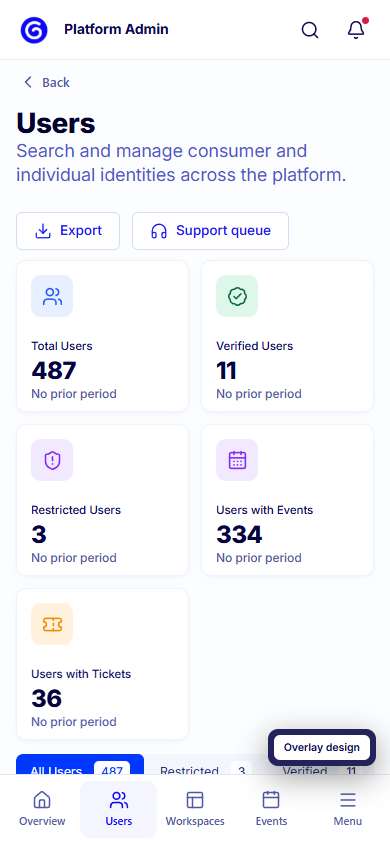 Platform Admin
Back
Users
Search and manage consumer and
individual identities across the platform.
Export
Support queue
Total Users
487
No prior period
Verified Users
11
No prior period
Restricted Users
3
No prior period
Users with Events
334
No prior period
Users with Tickets
36
No prior period
Overlay design
All Users 487 Restricted 3 Verified 11
Overview
Users
Workspaces
Events
Menu